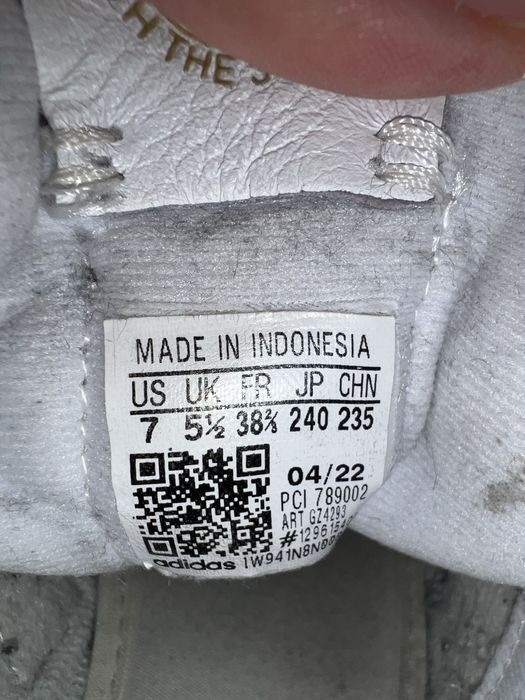 THE
MADE IN INDONESIA
US UK FR JP CHN
7 5½ 38⅔ 240 235
04/22
PCI 789002
ART GZ4293
adidas